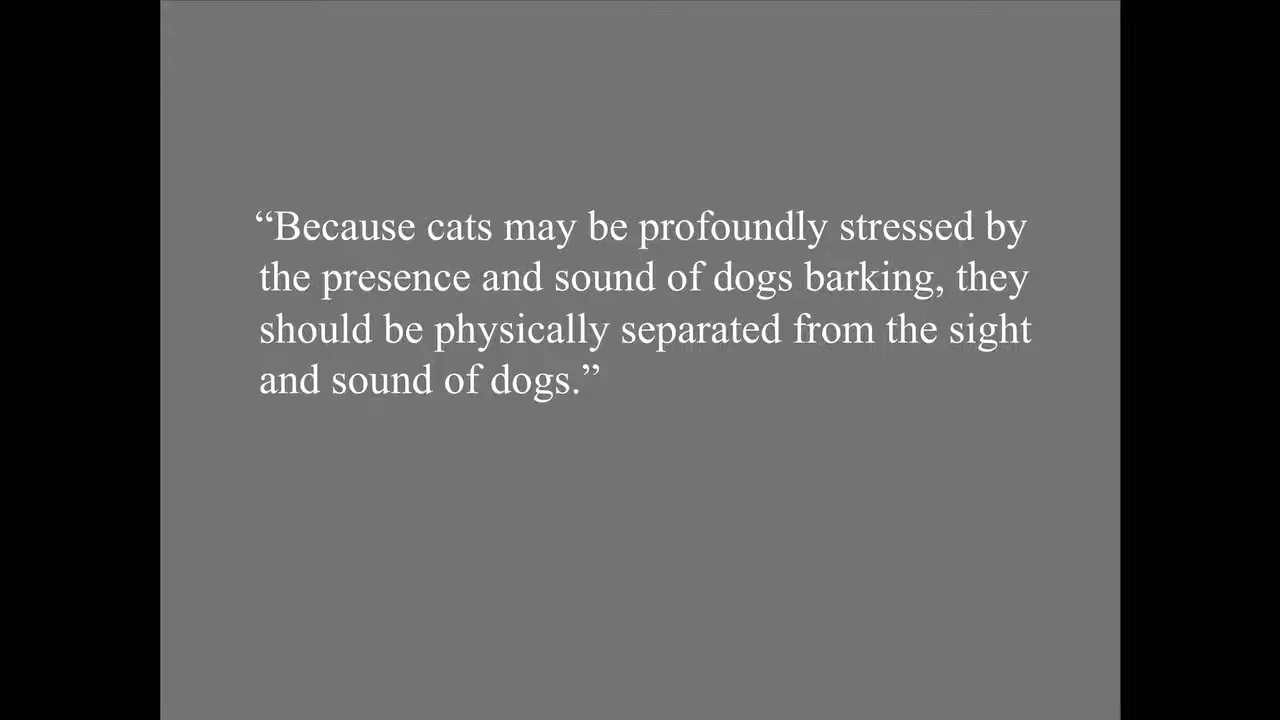 “Because cats may be profoundly stressed by
the presence and sound of dogs barking, they
should be physically separated from the sight
and sound of dogs.”